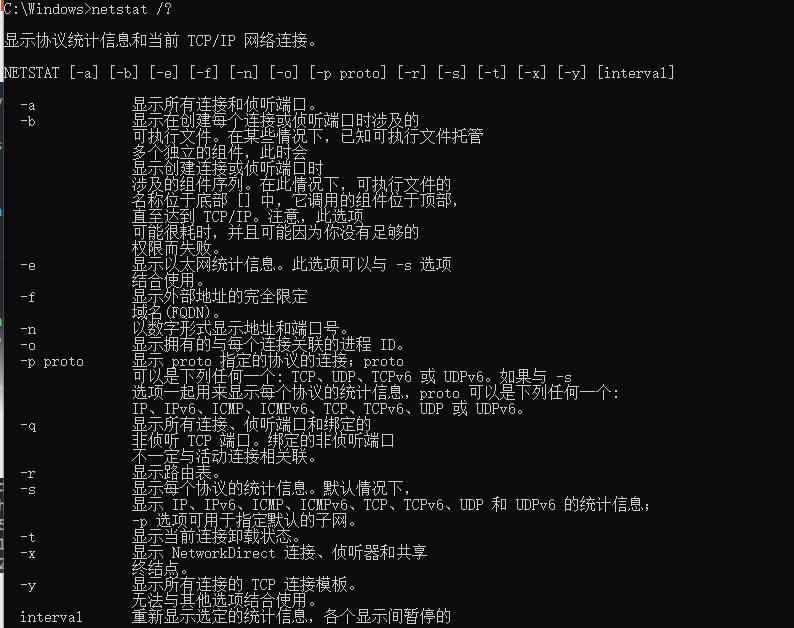 C:\Windows>netstat /?
显示协议统计信息和当前 TCP/IP 网络连接。
NETSTAT [-a] [-b] [-e] [-f] [-n] [-o] [-p proto] [-r] [-s] [-t] [-x] [-y] [interval]
-a 显示所有连接和侦听端口。
-b 显示在创建每个连接或侦听端口时涉及的
可执行文件。在某些情况下，已知可执行文件托管
多个独立的组件，此时会
显示创建连接或侦听端口时
涉及的组件序列。在此情况下，可执行文件的
名称位于底部 [] 中，它调用的组件位于顶部，
直至达到 TCP/IP。注意，此选项
可能很耗时，并且可能因为你没有足够的
权限而失败。
-e 显示以太网统计信息。此选项可以与 -s 选项
结合使用。
-f 显示外部地址的完全限定
域名(FQDN)。
-n 以数字形式显示地址和端口号。
-o 显示拥有的与每个连接关联的进程 ID。
-p proto 显示 proto 指定的协议的连接；proto
可以是下列任何一个: TCP、UDP、TCPv6 或 UDPv6。如果与 -s
选项一起用来显示每个协议的统计信息，proto 可以是下列任何一个:
IP、IPv6、ICMP、ICMPv6、TCP、TCPv6、UDP 或 UDPv6。
-q 显示所有连接、侦听端口和绑定的
非侦听 TCP 端口。绑定的非侦听端口
不一定与活动连接相关联。
-r 显示路由表。
-s 显示每个协议的统计信息。默认情况下，
显示 IP、IPv6、ICMP、ICMPv6、TCP、TCPv6、UDP 和 UDPv6 的统计信息；
-p 选项可用于指定默认的子网。
-t 显示当前连接卸载状态。
-x 显示 NetworkDirect 连接、侦听器和共享
终结点。
-y 显示所有连接的 TCP 连接模板。
无法与其他选项结合使用。
interval 重新显示选定的统计信息，各个显示间暂停的